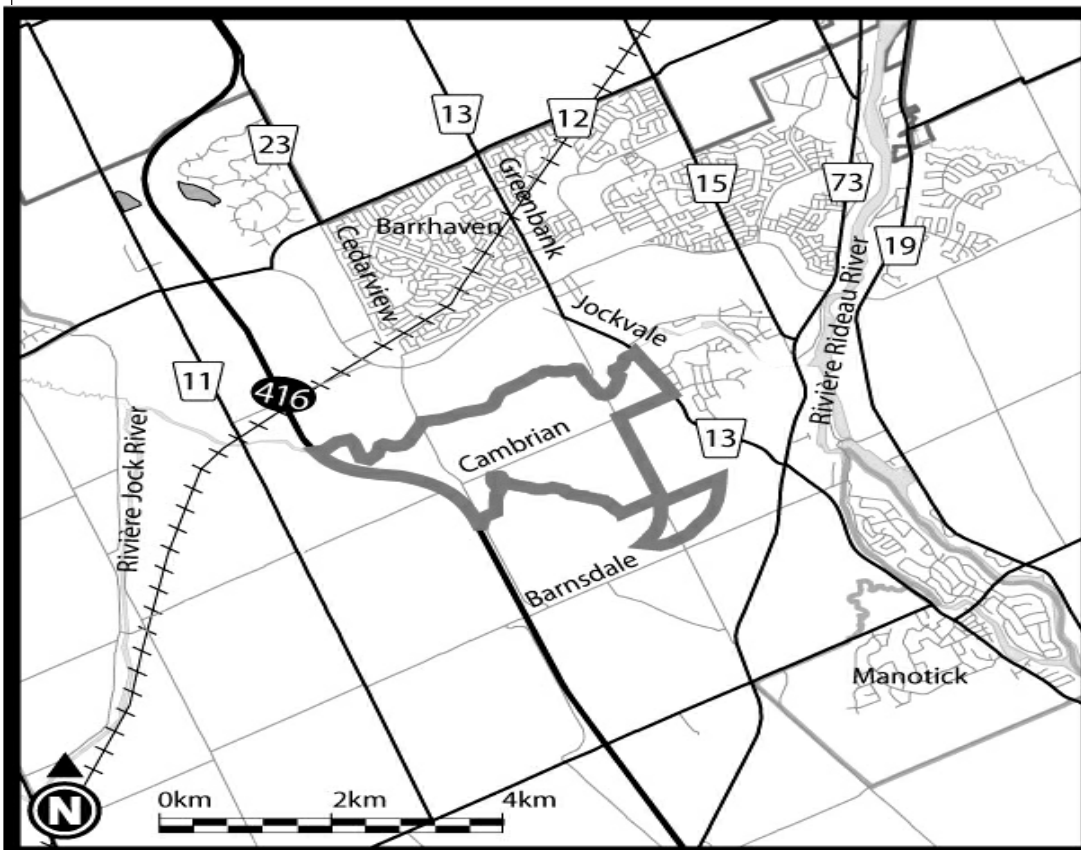 13
12
23
Greenbank
15
73
Barrhaven
Cedarview
19
Rivière Rideau River
Jockvale
11
416
Cambrian
13
Rivière Jock River
Barnsdale
Manotick
N
0km 2km 4km